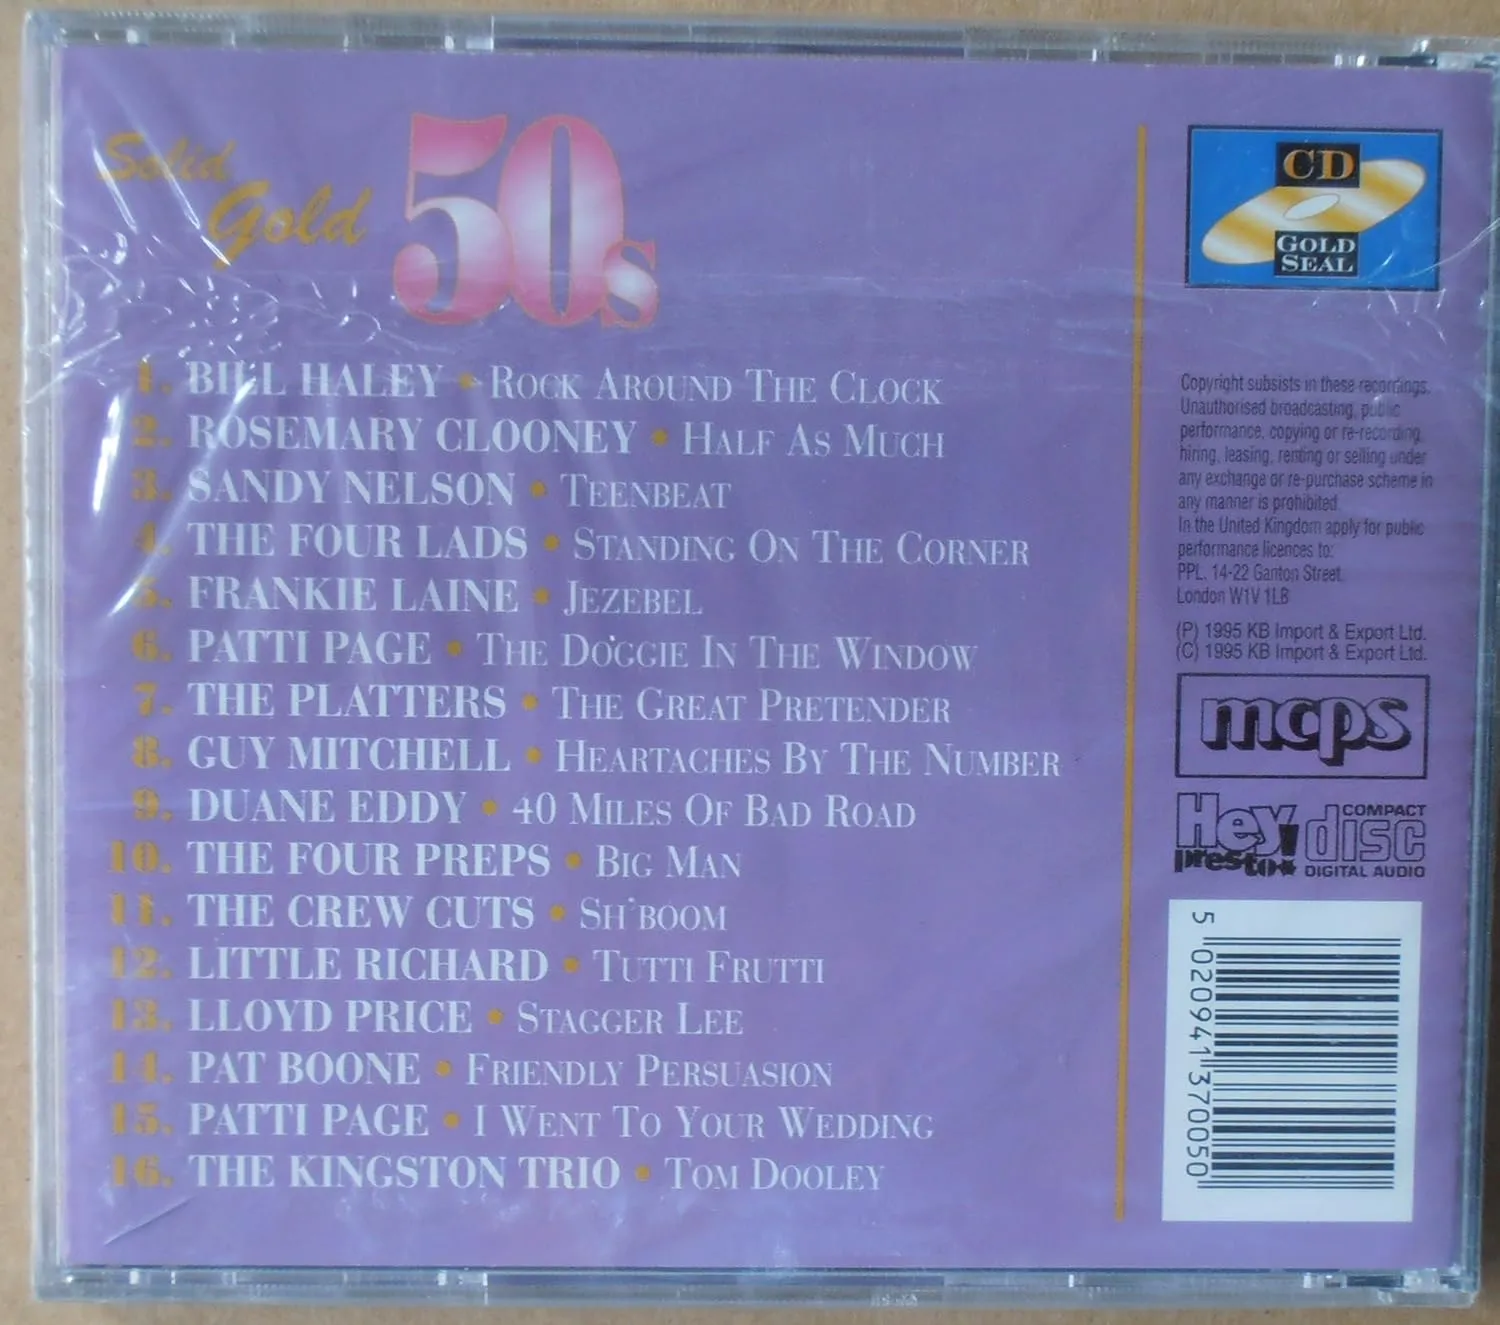 Solid
Gold 50s
1. BILL HALEY • ROCK AROUND THE CLOCK
2. ROSEMARY CLOONEY • HALF AS MUCH
3. SANDY NELSON • TEENBEAT
4. THE FOUR LADS • STANDING ON THE CORNER
5. FRANKIE LAINE • JEZEBEL
6. PATTI PAGE • THE DOGGIE IN THE WINDOW
7. THE PLATTERS • THE GREAT PRETENDER
8. GUY MITCHELL • HEARTACHES BY THE NUMBER
9. DUANE EDDY • 40 MILES OF BAD ROAD
10. THE FOUR PREPS • BIG MAN
11. THE CREW CUTS • SH'BOOM
12. LITTLE RICHARD • TUTTI FRUTTI
13. LLOYD PRICE • STAGGER LEE
14. PAT BOONE • FRIENDLY PERSUASION
15. PATTI PAGE • I WENT TO YOUR WEDDING
16. THE KINGSTON TRIO • TOM DOOLEY
CD
GOLD
SEAL
Copyright subsists in these recordings.
Unauthorised broadcasting, public
performance, copying or re-recording,
hiring, leasing, renting or selling under
any exchange or re-purchase scheme in
any manner is prohibited.
In the United Kingdom apply for public
performance licences to:
PPL, 14-22 Ganton Street,
London W1V 1LB
(P) 1995 KB Import & Export Ltd.
(C) 1995 KB Import & Export Ltd.
mcps
Hey
presto!
COMPACT
disc
DIGITAL AUDIO
5 020941 370050